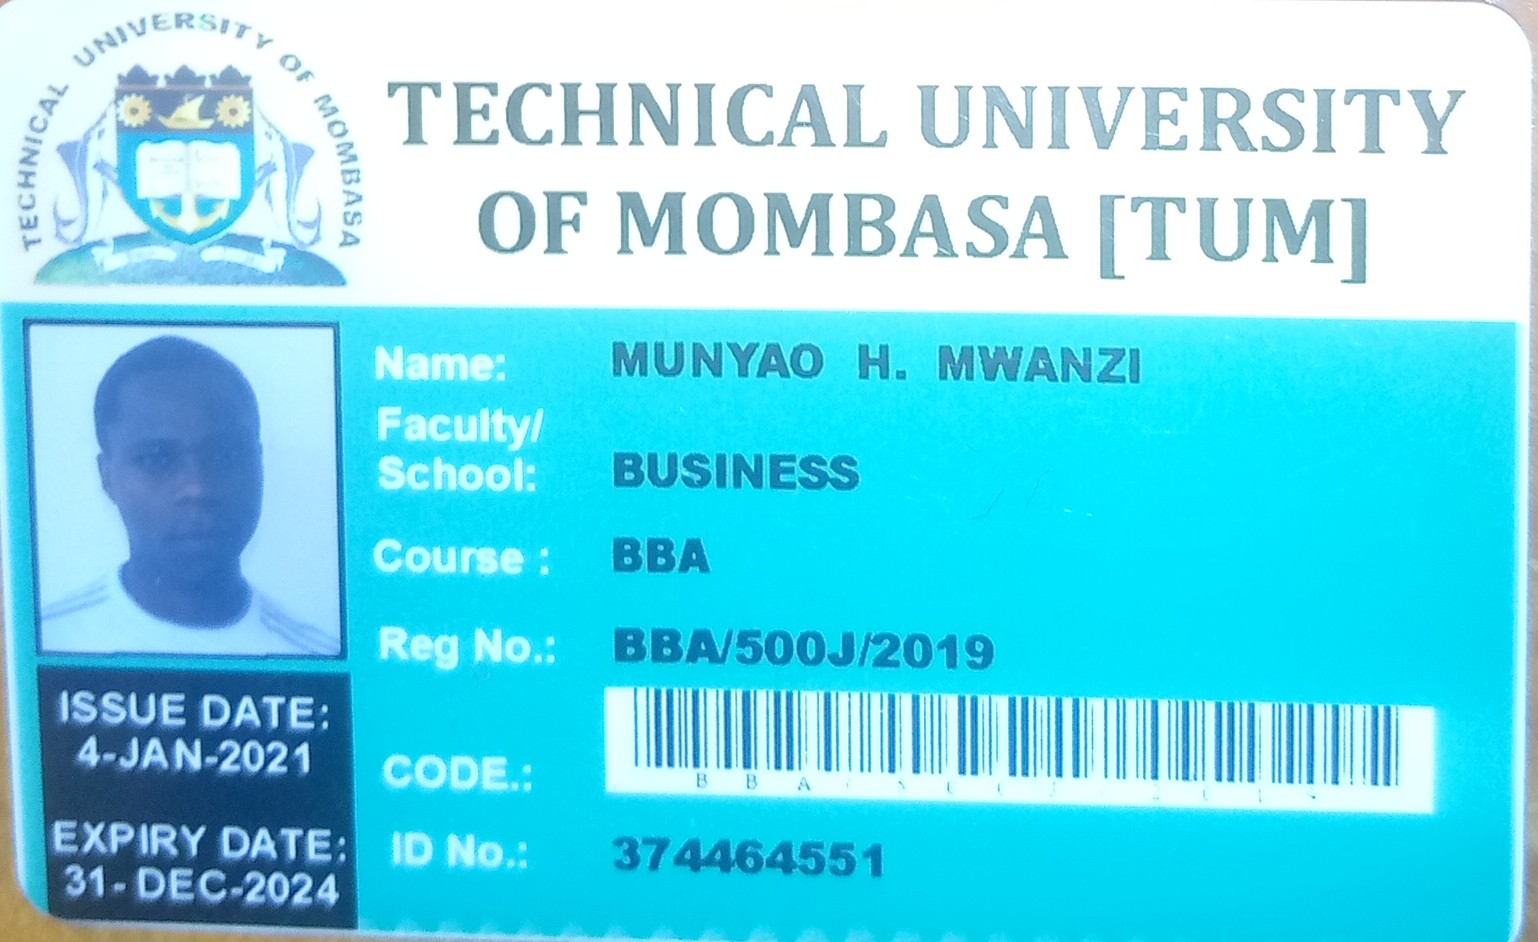 TECHNICAL UNIVERSITY OF MOMBASA
TECHNICAL UNIVERSITY
OF MOMBASA [TUM]
Name: MUNYAO H. MWANZI
Faculty/
School: BUSINESS
Course : BBA
Reg No.: BBA/500J/2019
CODE.:
B B A
ID No.: 374464551
ISSUE DATE:
4-JAN-2021
EXPIRY DATE:
31-DEC-2024